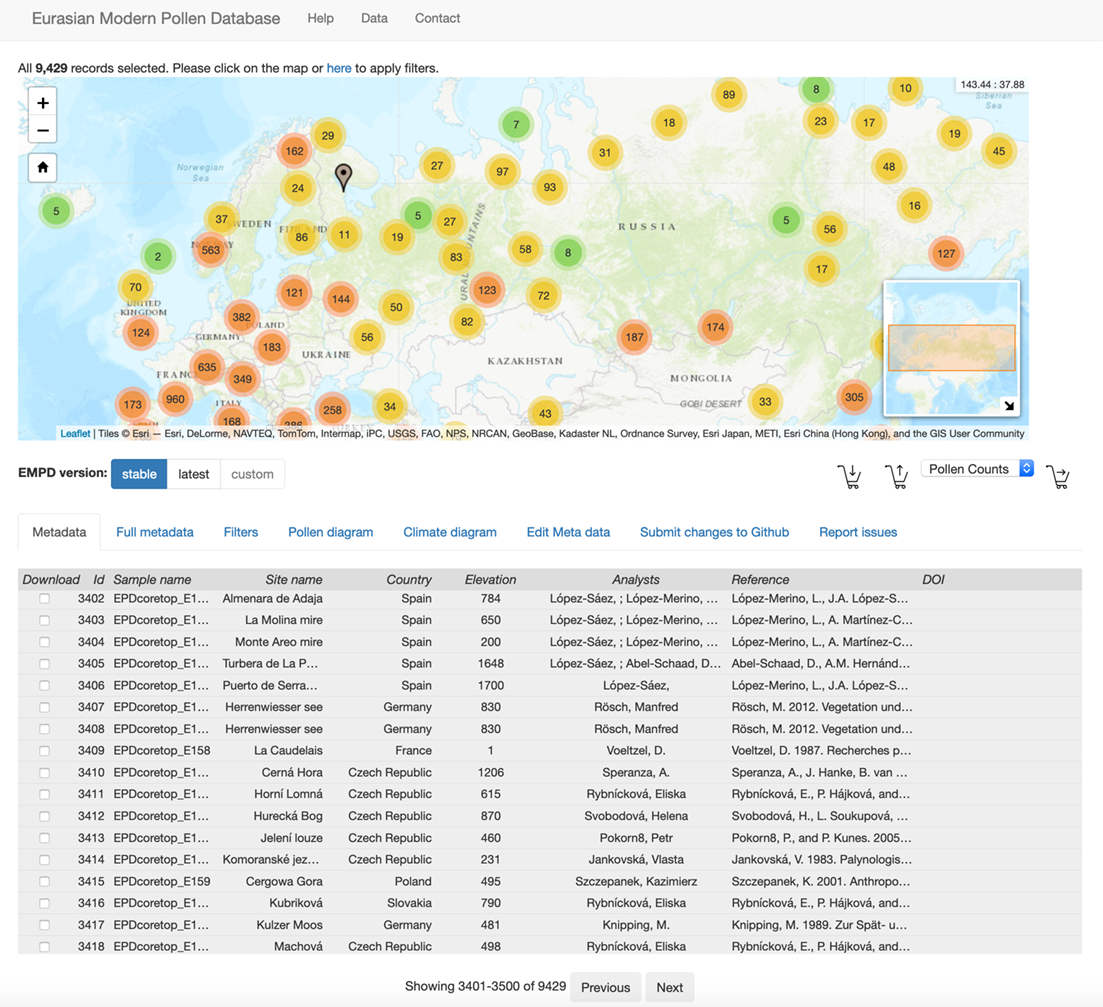 Eurasian Modern Pollen Database Help Data Contact
All 9,429 records selected. Please click on the map or here to apply filters.
143.44 : 37.88
+
−
Norwegian
Sea
Siberian
Sea
89 8 10
29 7 18 23 17 19
162 27 97 31 48 45
24 93
5 37 5 27 5 16
SWEDEN FINLAND RUSSIA
86 11 19 56
563 58 8 127
2 83 17
URAL MOUNTAINS
70 121 144 123 72
UNITED
KINGDOM
124 382 50 82 187 174
POLAND
GERMANY 183 56
UKRAINE KAZAKHSTAN
FRANCE 635 349 MONGOLIA
173 960 ITALY 258 34 43 GOBI DESERT 33 305
168 386
Leaflet | Tiles © Esri — Esri, DeLorme, NAVTEQ, TomTom, Intermap, iPC, USGS, FAO, NPS, NRCAN, GeoBase, Kadaster NL, Ordnance Survey, Esri Japan, METI, Esri China (Hong Kong), and the GIS User Community
EMPD version: stable latest custom Pollen Counts
Metadata Full metadata Filters Pollen diagram Climate diagram Edit Meta data Submit changes to Github Report issues
Download Id Sample name Site name Country Elevation Analysts Reference DOI
3402 EPDcoretop_E1... Almenara de Adaja Spain 784 López-Sáez, ; López-Merino, ... López-Merino, L., J.A. López-S...
3403 EPDcoretop_E1... La Molina mire Spain 650 López-Sáez, ; López-Merino, ... López-Merino, L., A. Martínez-C...
3404 EPDcoretop_E1... Monte Areo mire Spain 200 López-Sáez, ; López-Merino, ... López-Merino, L., A. Martínez-C...
3405 EPDcoretop_E1... Turbera de La P... Spain 1648 López-Sáez, ; Abel-Schaad, D... Abel-Schaad, D., A.M. Hernánd...
3406 EPDcoretop_E1... Puerto de Serra... Spain 1700 López-Sáez, López-Merino, L., J.A. López-S...
3407 EPDcoretop_E1... Herrenwiesser see Germany 830 Rösch, Manfred Rösch, M. 2012. Vegetation und...
3408 EPDcoretop_E1... Herrenwiesser see Germany 830 Rösch, Manfred Rösch, M. 2012. Vegetation und...
3409 EPDcoretop_E158 La Caudelais France 1 Voeltzel, D. Voeltzel, D. 1987. Recherches p...
3410 EPDcoretop_E1... Cerná Hora Czech Republic 1206 Speranza, A. Speranza, A., J. Hanke, B. van ...
3411 EPDcoretop_E1... Horní Lomná Czech Republic 615 Rybnícková, Eliska Rybnícková, E., P. Hájková, and...
3412 EPDcoretop_E1... Hurecká Bog Czech Republic 870 Svobodová, Helena Svobodová, H., L. Soukupová, ...
3413 EPDcoretop_E1... Jelení louze Czech Republic 460 Pokorn8, Petr Pokorn8, P., and P. Kunes. 2005...
3414 EPDcoretop_E1... Komoranské jez... Czech Republic 231 Jankovská, Vlasta Jankovská, V. 1983. Palynologis...
3415 EPDcoretop_E159 Cergowa Gora Poland 495 Szczepanek, Kazimierz Szczepanek, K. 2001. Anthropo...
3416 EPDcoretop_E1... Kubriková Slovakia 790 Rybnícková, Eliska Rybnícková, E., P. Hájková, and...
3417 EPDcoretop_E1... Kulzer Moos Germany 481 Knipping, M. Knipping, M. 1989. Zur Spät- u...
3418 EPDcoretop_E1... Machová Czech Republic 498 Rybnícková, Eliska Rybnícková, E., P. Hájková, and...
Showing 3401-3500 of 9429 Previous Next